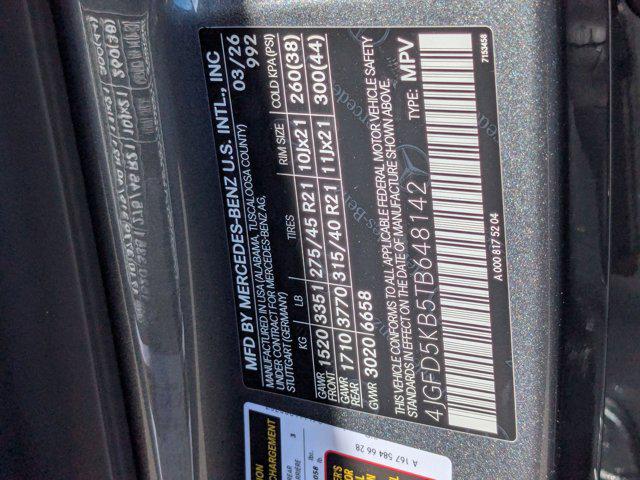 MFD BY MERCEDES-BENZ U.S. INTL., INC
MANUFACTURED IN USA (ALABAMA, TUSCALOOSA COUNTY)
UNDER CONTRACT FOR MERCEDES-BENZ AG,
STUTTGART (GERMANY)
03/26
992
KG LB TIRES RIM SIZE COLD KPA(PSI)
GAWR FRONT 1520 3351 275/45 R21 10Jx21 260(38)
GAWR REAR 1710 3770 315/40 R21 11Jx21 300(44)
GVWR 3020 6658
THIS VEHICLE CONFORMS TO ALL APPLICABLE FEDERAL MOTOR VEHICLE SAFETY
STANDARDS IN EFFECT ON THE DATE OF MANUFACTURE SHOWN ABOVE.
TYPE: MPV
4JGFD5KB5TB648142
A 000 817 52 04
7153458
A 167 584 66 28